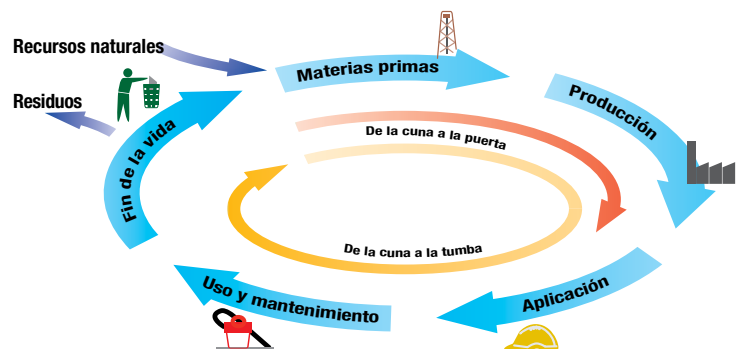 Recursos naturales
Materias primas
Producción
Residuos
Fin de la vida
De la cuna a la puerta
De la cuna a la tumba
Uso y mantenimiento
Aplicación